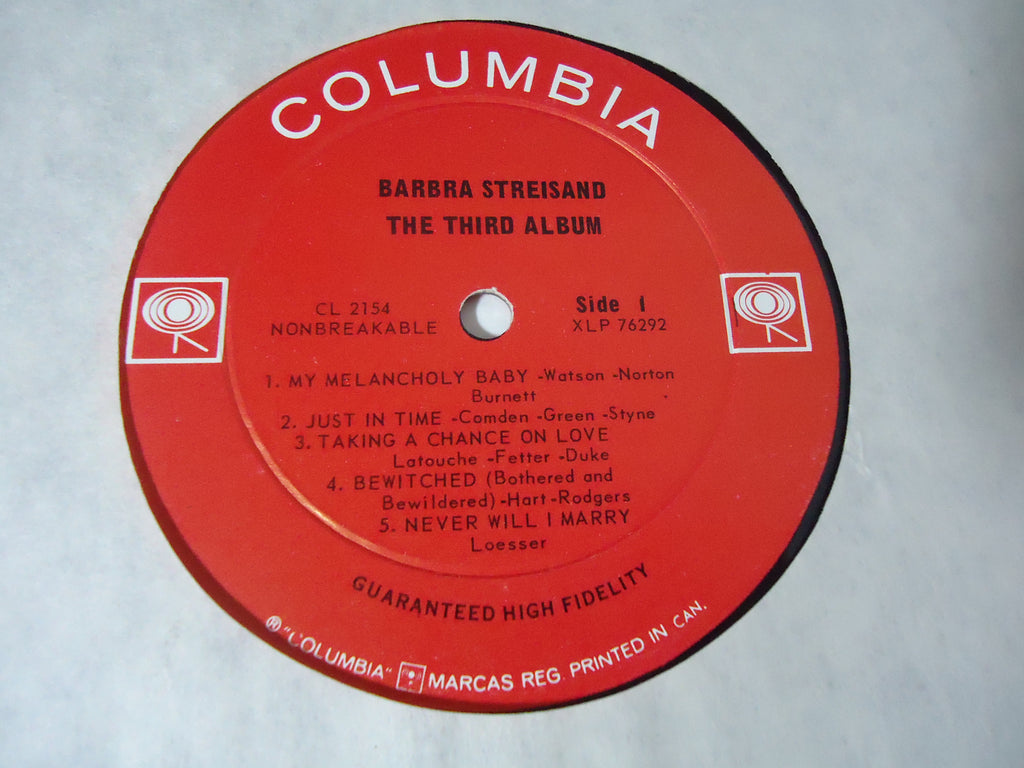 COLUMBIA
BARBRA STREISAND
THE THIRD ALBUM
CL 2154
NONBREAKABLE
Side 1
XLP 76292
1. MY MELANCHOLY BABY -Watson -Norton
Burnett
2. JUST IN TIME -Comden -Green -Styne
3. TAKING A CHANCE ON LOVE
Latouche -Fetter -Duke
4. BEWITCHED (Bothered and
Bewildered) -Hart -Rodgers
5. NEVER WILL I MARRY
Loesser
GUARANTEED HIGH FIDELITY
"COLUMBIA" MARCAS REG. PRINTED IN CAN.